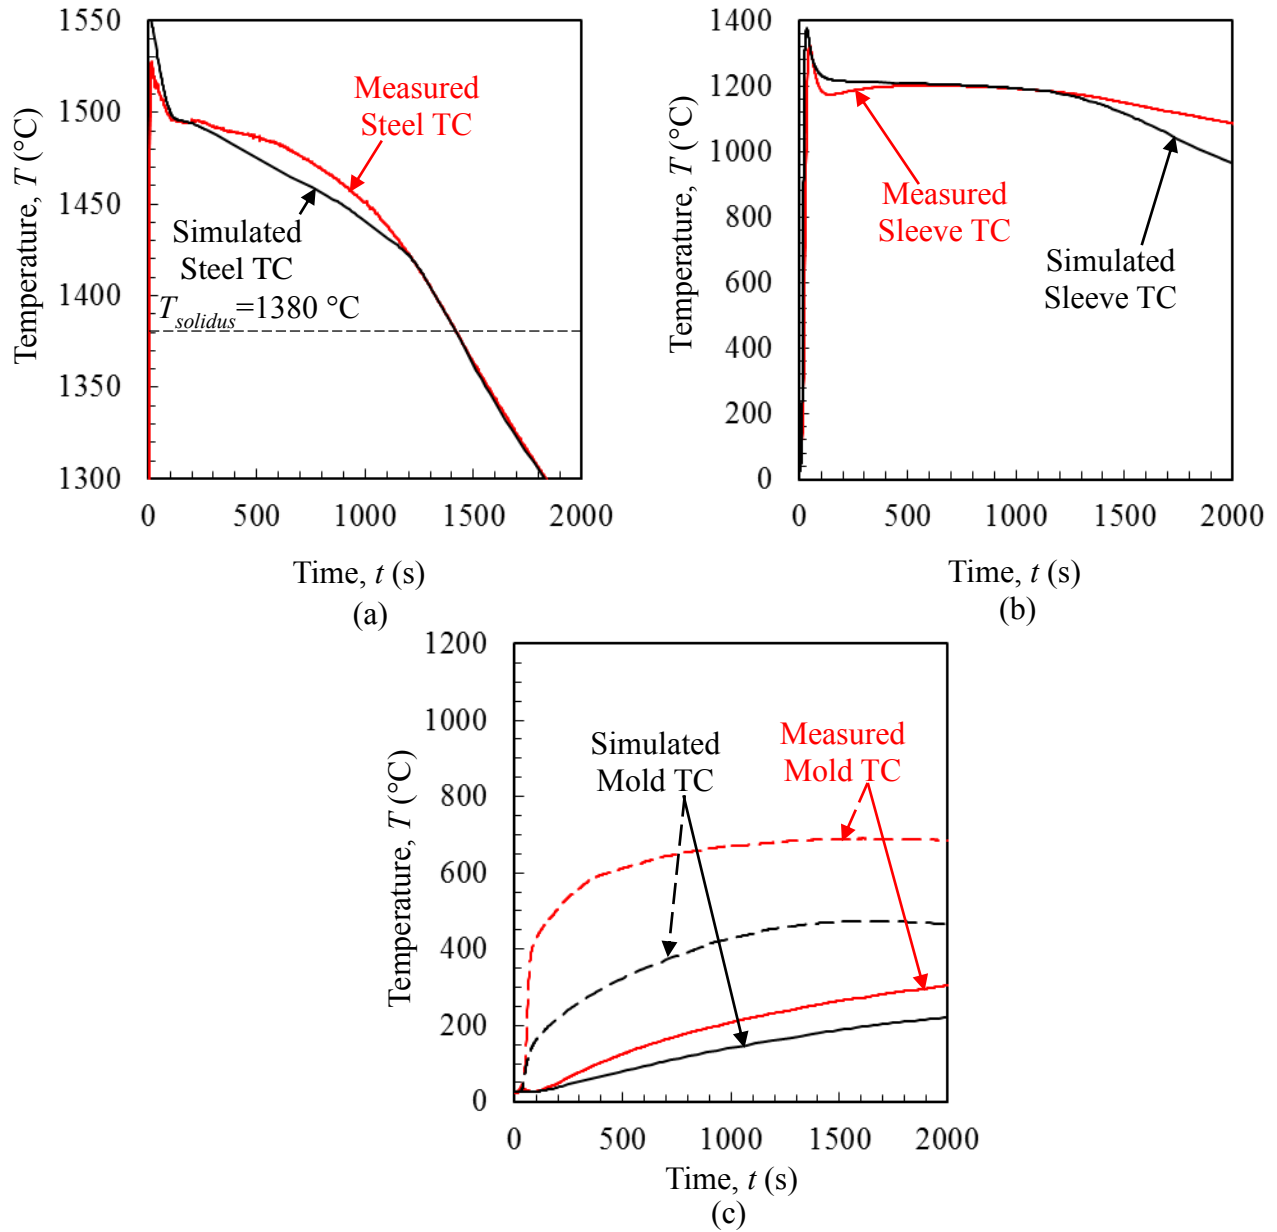 1550
1500
1450
1400
1350
1300
Temperature, T (°C)
Measured
Steel TC
Simulated
Steel TC
Tsolidus=1380 °C
0 500 1000 1500 2000
Time, t (s)
(a)
1400
1200
1000
800
600
400
200
0
Temperature, T (°C)
Measured
Sleeve TC
Simulated
Sleeve TC
0 500 1000 1500 2000
Time, t (s)
(b)
1200
1000
800
600
400
200
0
Temperature, T (°C)
Simulated
Mold TC
Measured
Mold TC
0 500 1000 1500 2000
Time, t (s)
(c)